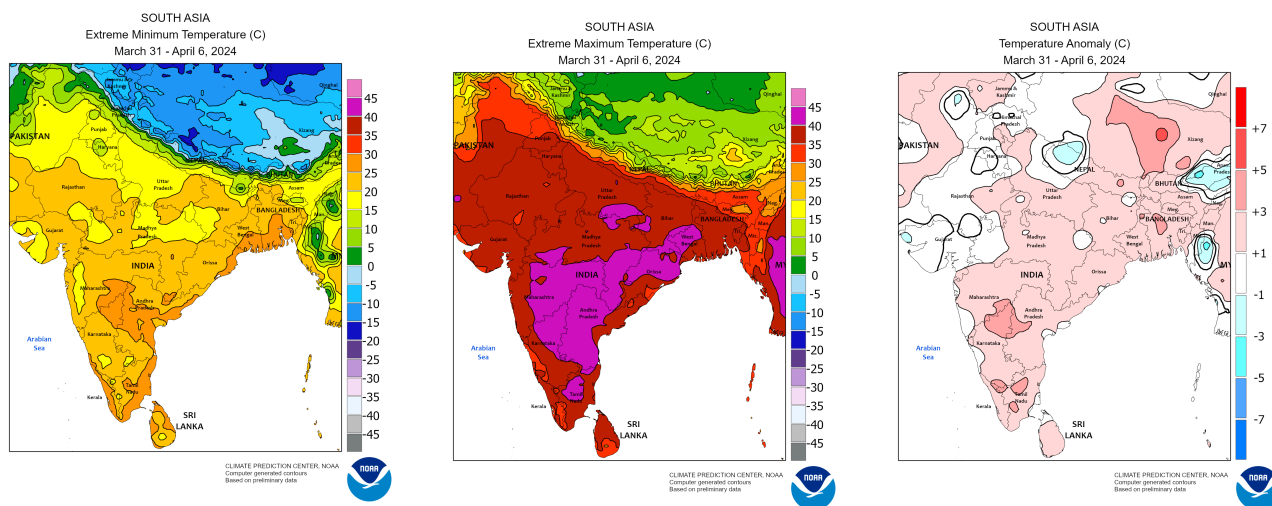 SOUTH ASIA
Extreme Minimum Temperature (C)
March 31 - April 6, 2024
Jammu &
Kashmir
Qinghai
PAKISTAN
Punjab
Haryana
Xizang
NEPAL
Rajasthan
Uttar
Pradesh
Assam
Bihar
BANGLADESH
Gujarat
Madhya
Pradesh
West
Bengal
INDIA
Orissa
Maharashtra
Andhra
Pradesh
Karnataka
Arabian
Sea
Tamil
Nadu
Kerala
SRI
LANKA
45
40
35
30
25
20
15
10
5
0
-5
-10
-15
-20
-25
-30
-35
-40
-45
CLIMATE PREDICTION CENTER, NOAA
Computer generated contours
Based on preliminary data
NOAA
SOUTH ASIA
Extreme Maximum Temperature (C)
March 31 - April 6, 2024
Jammu &
Kashmir
Qinghai
PAKISTAN
Punjab
Haryana
Xizang
NEPAL
BHUTAN
Rajasthan
Uttar
Pradesh
Assam
Bihar
BANGLADESH
Gujarat
Madhya
Pradesh
West
Bengal
INDIA
Orissa
Maharashtra
Andhra
Pradesh
Karnataka
Arabian
Sea
Tamil
Nadu
Kerala
SRI
LANKA
45
40
35
30
25
20
15
10
5
0
-5
-10
-15
20
-25
-30
-35
-40
-45
CLIMATE PREDICTION CENTER, NOAA
Computer generated contours
Based on preliminary data
NOAA
SOUTH ASIA
Temperature Anomaly (C)
March 31 - April 6, 2024
Jammu &
Kashmir
Qinghai
Pradesh
PAKISTAN
Punjab
Haryana
Xizang
NEPAL
BHUTAN
Rajasthan
Uttar
Pradesh
Assam
Bihar
Meg.
BANGLADESH
Man.
Gujarat
Madhya
Pradesh
West
Bengal
INDIA
Orissa
Maharashtra
Andhra
Pradesh
Karnataka
Arabian
Sea
Tamil
Nadu
Kerala
SRI
LANKA
+7
+5
+3
+1
-1
-3
-5
-7
CLIMATE PREDICTION CENTER, NOAA
Computer generated contours
Based on preliminary data
NOAA